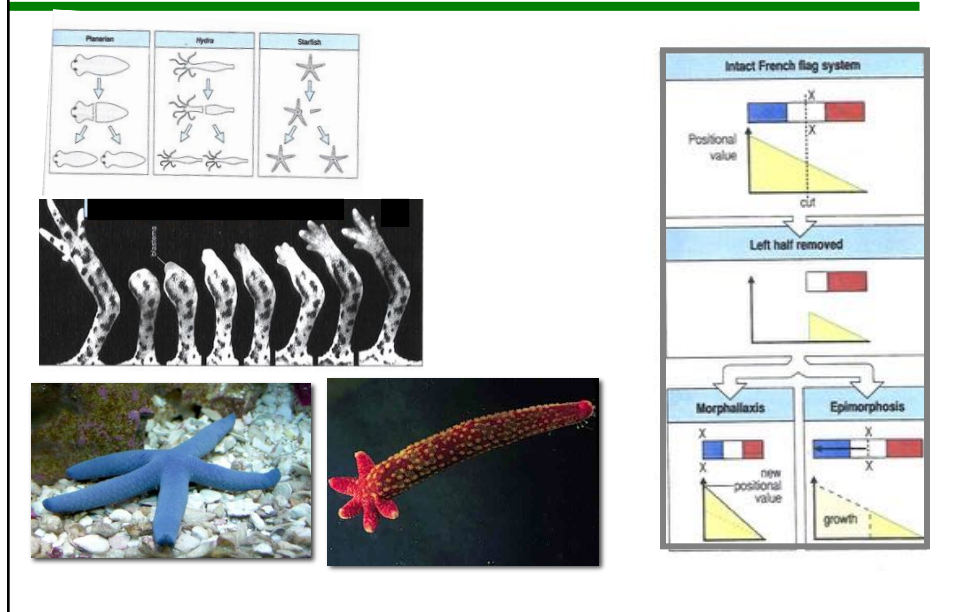 Planarian
Hydra
Starfish
blastema
Intact French flag system
X
X
Positional
value
cut
Left half removed
Morphallaxis
X
X
new
positional
value
Epimorphosis
X
X
growth